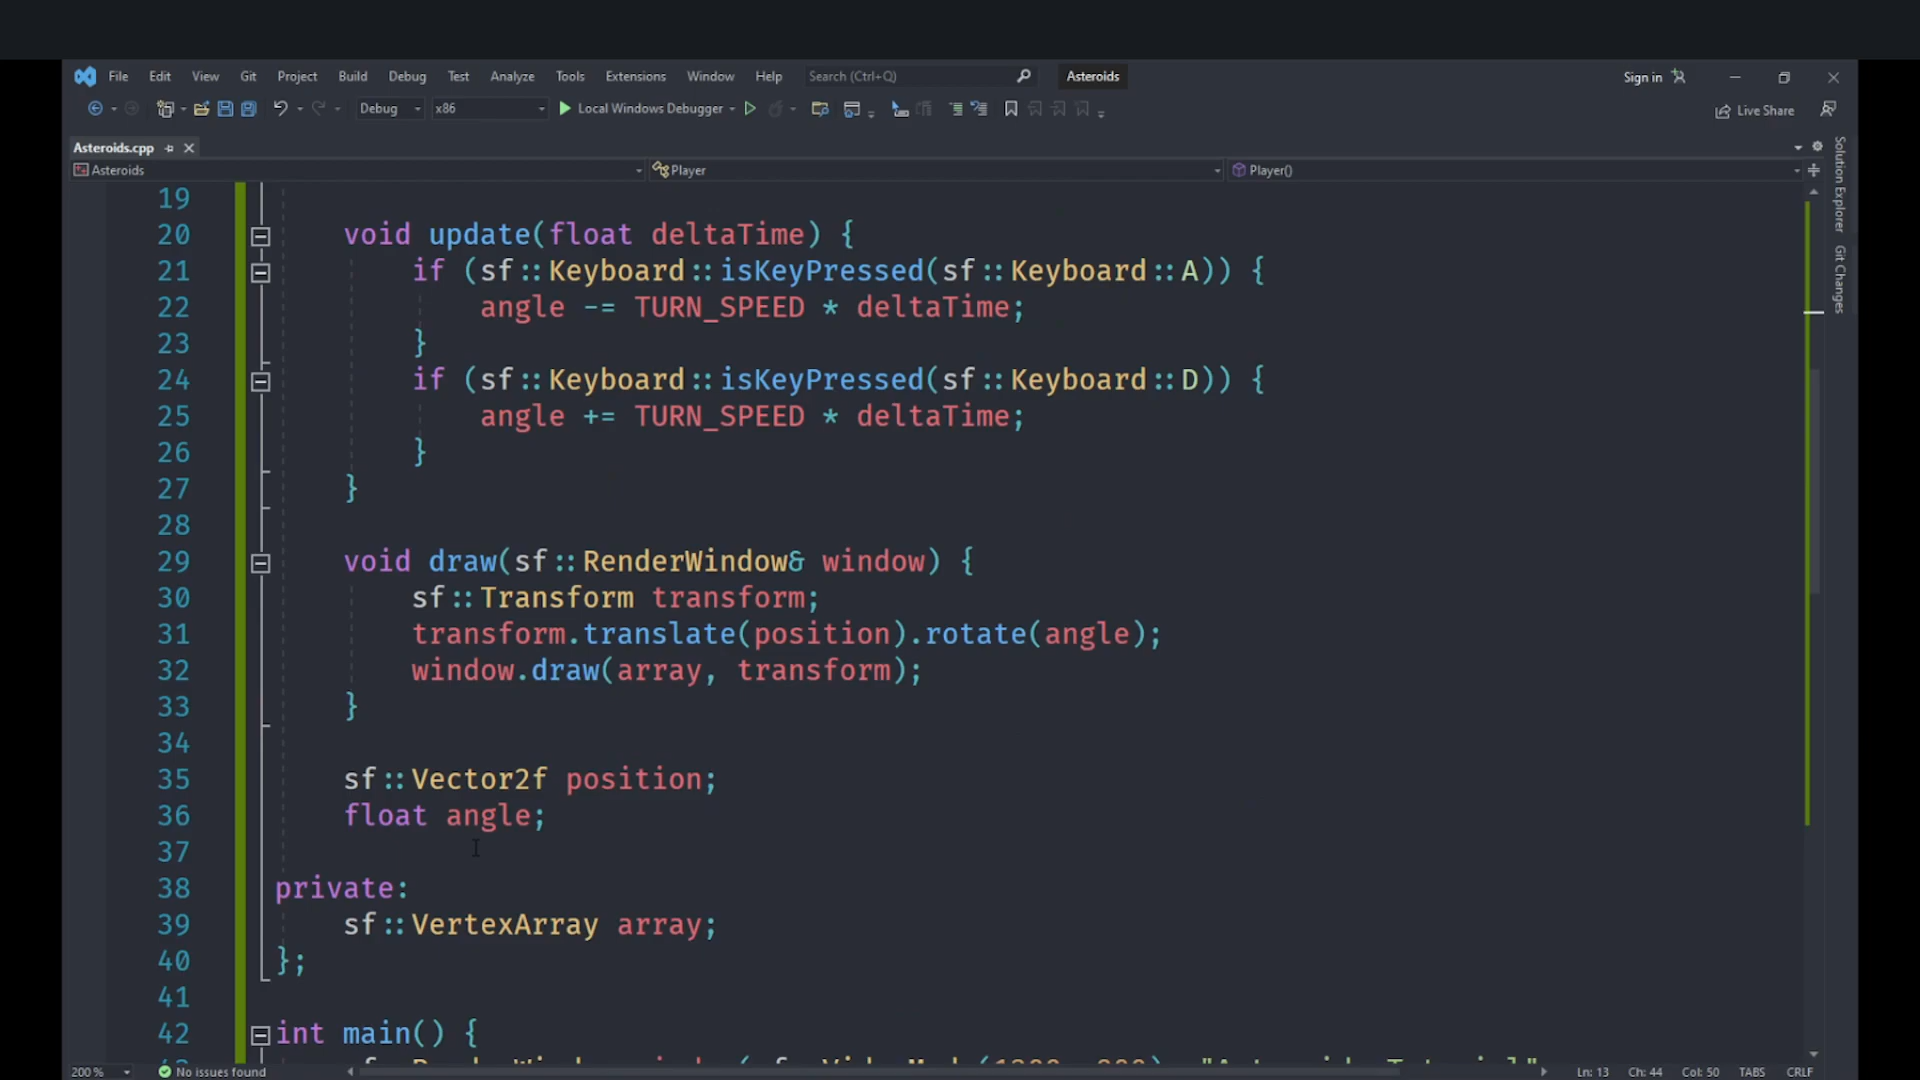 File Edit View Git Project Build Debug Test Analyze Tools Extensions Window Help Search (Ctrl+Q) Asteroids Sign in
Debug x86 Local Windows Debugger Live Share
Asteroids.cpp
Asteroids Player Player()
Solution Explorer
Git Changes
19
20 void update(float deltaTime) {
21 if (sf::Keyboard::isKeyPressed(sf::Keyboard::A)) {
22 angle -= TURN_SPEED * deltaTime;
23 }
24 if (sf::Keyboard::isKeyPressed(sf::Keyboard::D)) {
25 angle += TURN_SPEED * deltaTime;
26 }
27 }
28
29 void draw(sf::RenderWindow& window) {
30 sf::Transform transform;
31 transform.translate(position).rotate(angle);
32 window.draw(array, transform);
33 }
34
35 sf::Vector2f position;
36 float angle;
37
38 private:
39 sf::VertexArray array;
40 };
41
42 int main() {
200 % No issues found Ln: 13 Ch: 44 Col: 50 TABS CRLF